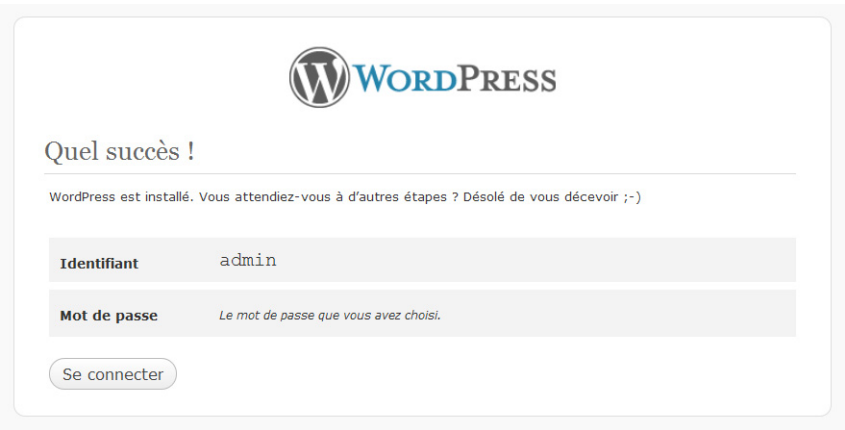 WORDPRESS
Quel succès !
WordPress est installé. Vous attendiez-vous à d'autres étapes ? Désolé de vous décevoir ;-)
Identifiant admin
Mot de passe Le mot de passe que vous avez choisi.
Se connecter